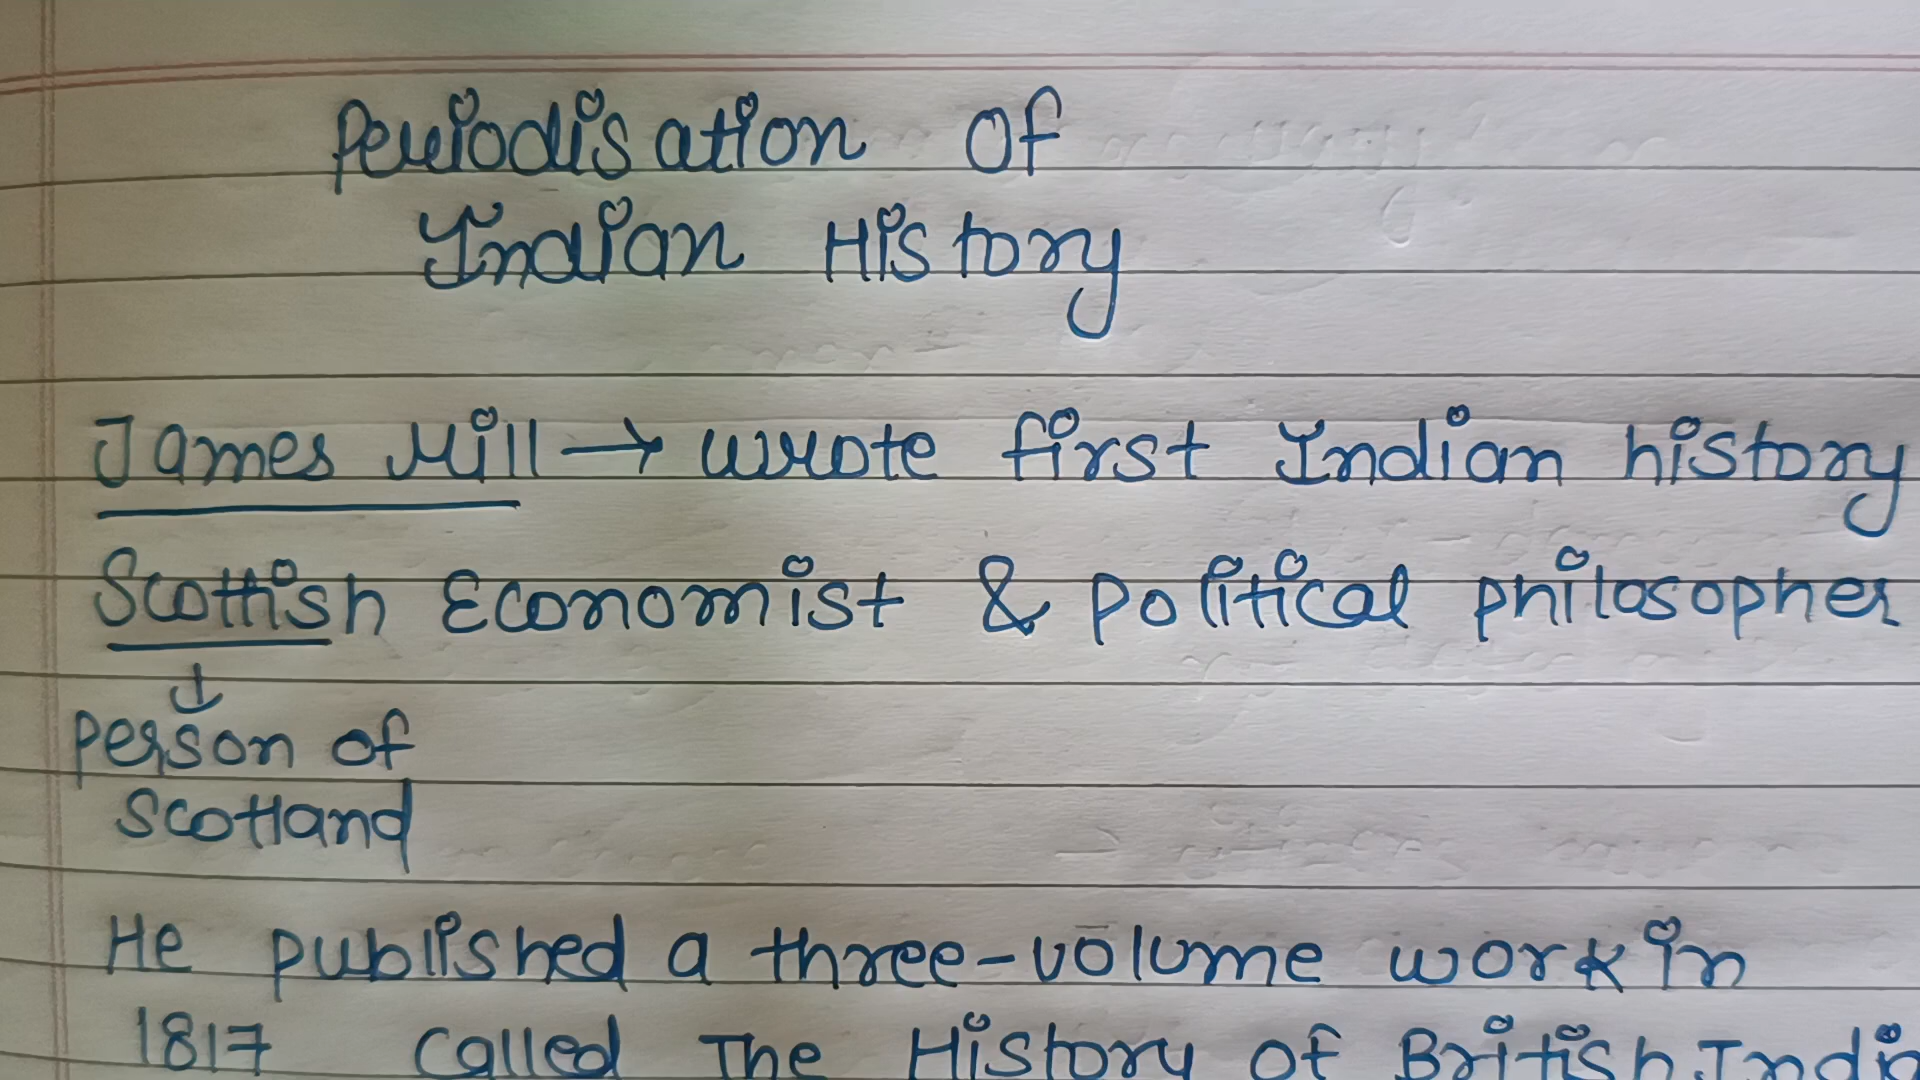 Periodisation Of
Indian History
James Mill → wrote first Indian history
Scottish Economist & political philosopher
↓
person of
Scotland
He published a three-volume work in
1817 called The History of British India